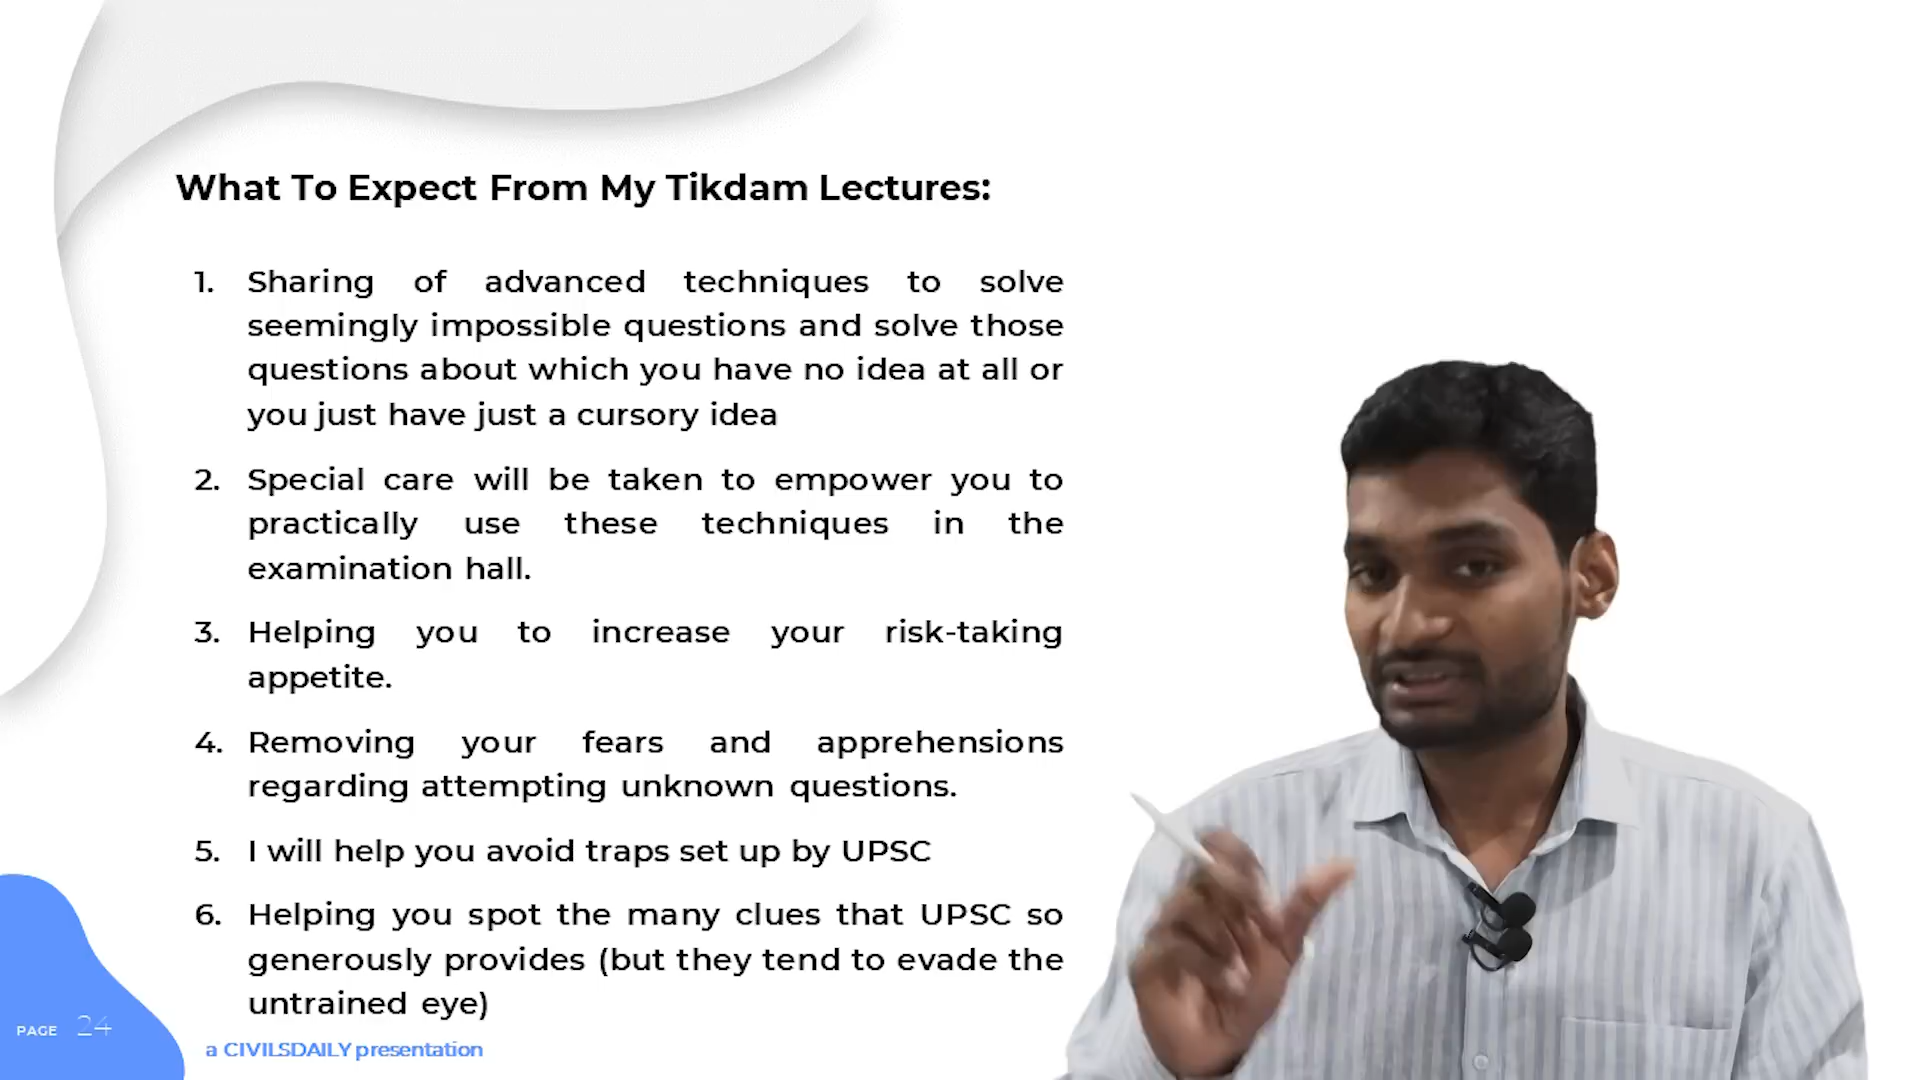 What To Expect From My Tikdam Lectures:
1. Sharing of advanced techniques to solve
seemingly impossible questions and solve those
questions about which you have no idea at all or
you just have just a cursory idea
2. Special care will be taken to empower you to
practically use these techniques in the
examination hall.
3. Helping you to increase your risk-taking
appetite.
4. Removing your fears and apprehensions
regarding attempting unknown questions.
5. I will help you avoid traps set up by UPSC
6. Helping you spot the many clues that UPSC so
generously provides (but they tend to evade the
untrained eye)
PAGE 24
a CIVILSDAILY presentation